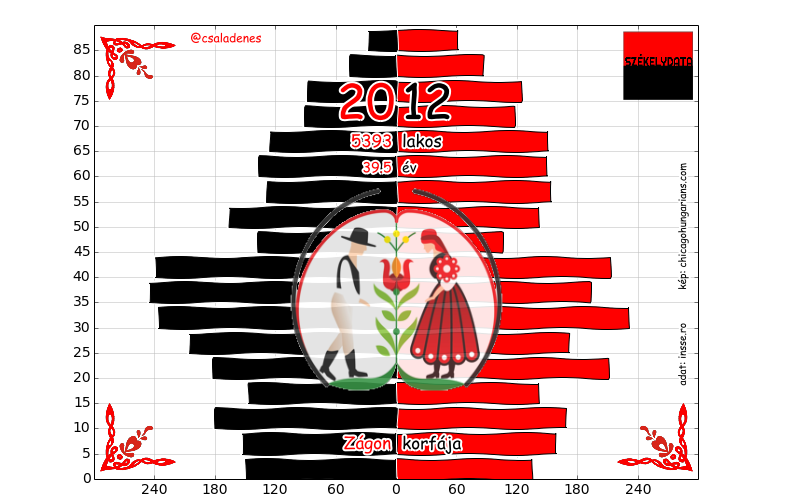 @csaladenes
SZÉKELYDATA
2012
5393 lakos
39.5 év
kép: chicagohungarians.com
adat: insse.ro
Zágon korfája
85
80
75
70
65
60
55
50
45
40
35
30
25
20
15
10
5
0
240 180 120 60 0 60 120 180 240